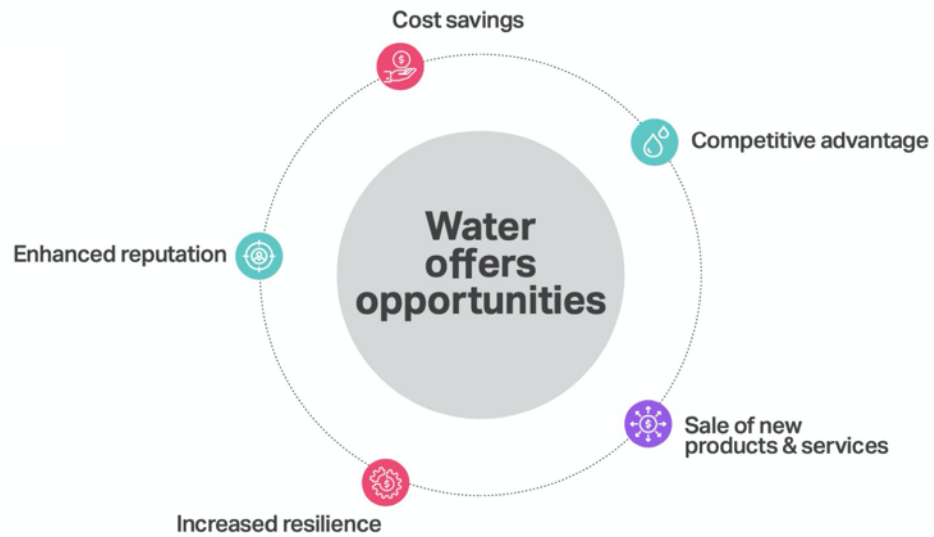 Cost savings
Competitive advantage
Water
offers
opportunities
Enhanced reputation
Sale of new
products & services
Increased resilience